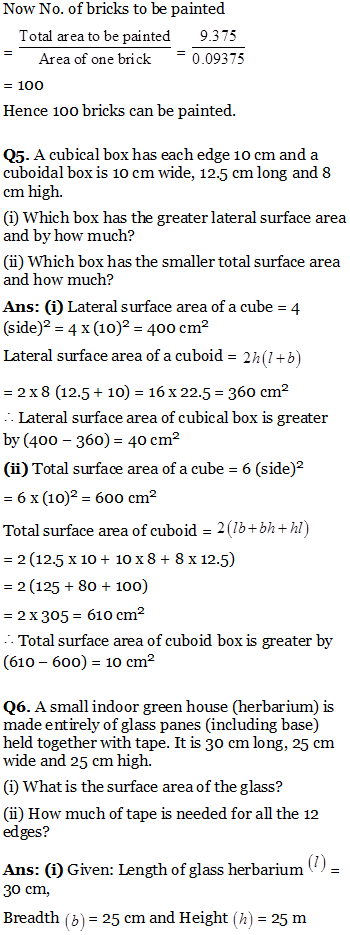 Now No. of bricks to be painted
= Total area to be painted / Area of one brick = 9.375 / 0.09375
= 100
Hence 100 bricks can be painted.
Q5. A cubical box has each edge 10 cm and a
cuboidal box is 10 cm wide, 12.5 cm long and 8
cm high.
(i) Which box has the greater lateral surface area
and by how much?
(ii) Which box has the smaller total surface area
and how much?
Ans: (i) Lateral surface area of a cube = 4
(side)² = 4 x (10)² = 400 cm²
Lateral surface area of a cuboid = 2h(l+b)
= 2 x 8 (12.5 + 10) = 16 x 22.5 = 360 cm²
∴ Lateral surface area of cubical box is greater
by (400 – 360) = 40 cm²
(ii) Total surface area of a cube = 6 (side)²
= 6 x (10)² = 600 cm²
Total surface area of cuboid = 2(lb+bh+hl)
= 2 (12.5 x 10 + 10 x 8 + 8 x 12.5)
= 2 (125 + 80 + 100)
= 2 x 305 = 610 cm²
∴ Total surface area of cuboid box is greater by
(610 – 600) = 10 cm²
Q6. A small indoor green house (herbarium) is
made entirely of glass panes (including base)
held together with tape. It is 30 cm long, 25 cm
wide and 25 cm high.
(i) What is the surface area of the glass?
(ii) How much of tape is needed for all the 12
edges?
Ans: (i) Given: Length of glass herbarium (l) =
30 cm,
Breadth (b) = 25 cm and Height (h) = 25 m